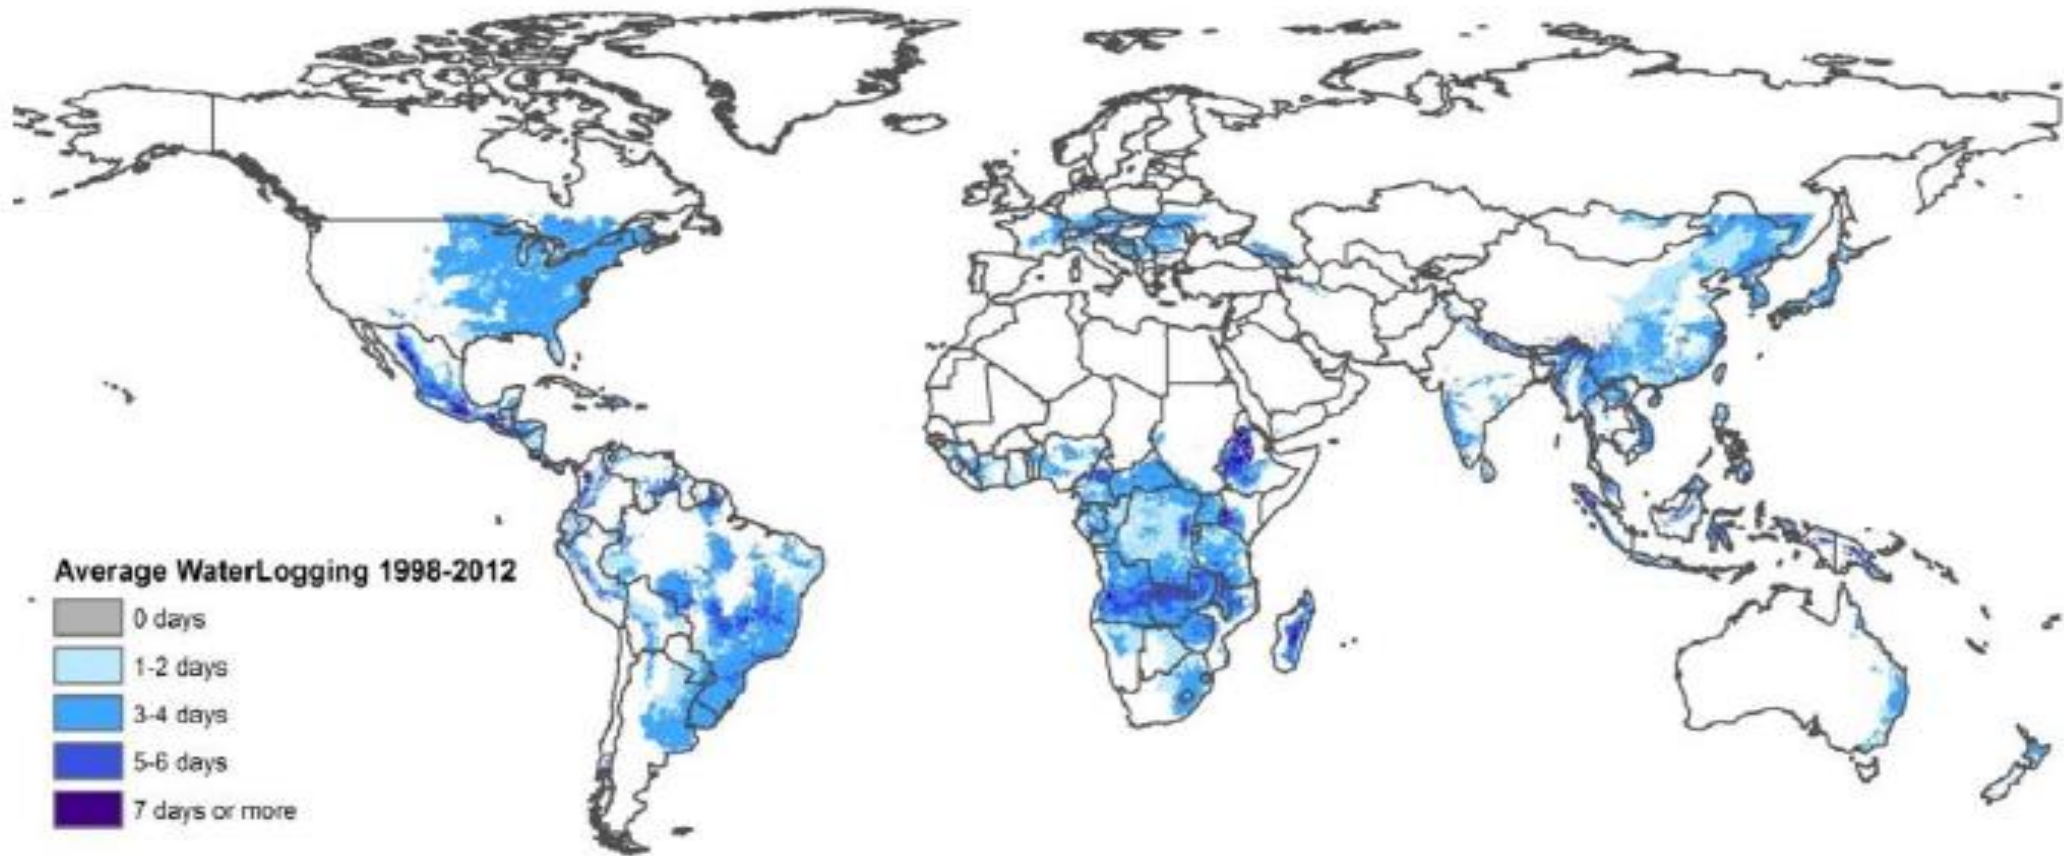 Average WaterLogging 1998-2012
0 days
1-2 days
3-4 days
5-6 days
7 days or more